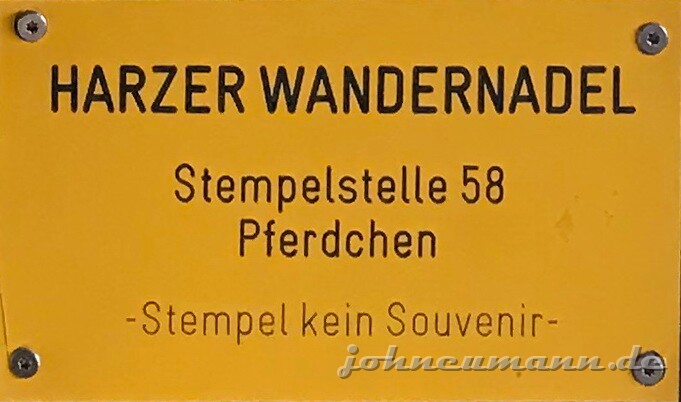 HARZER WANDERNADEL
Stempelstelle 58
Pferdchen
-Stempel kein Souvenir-
johneumann.de